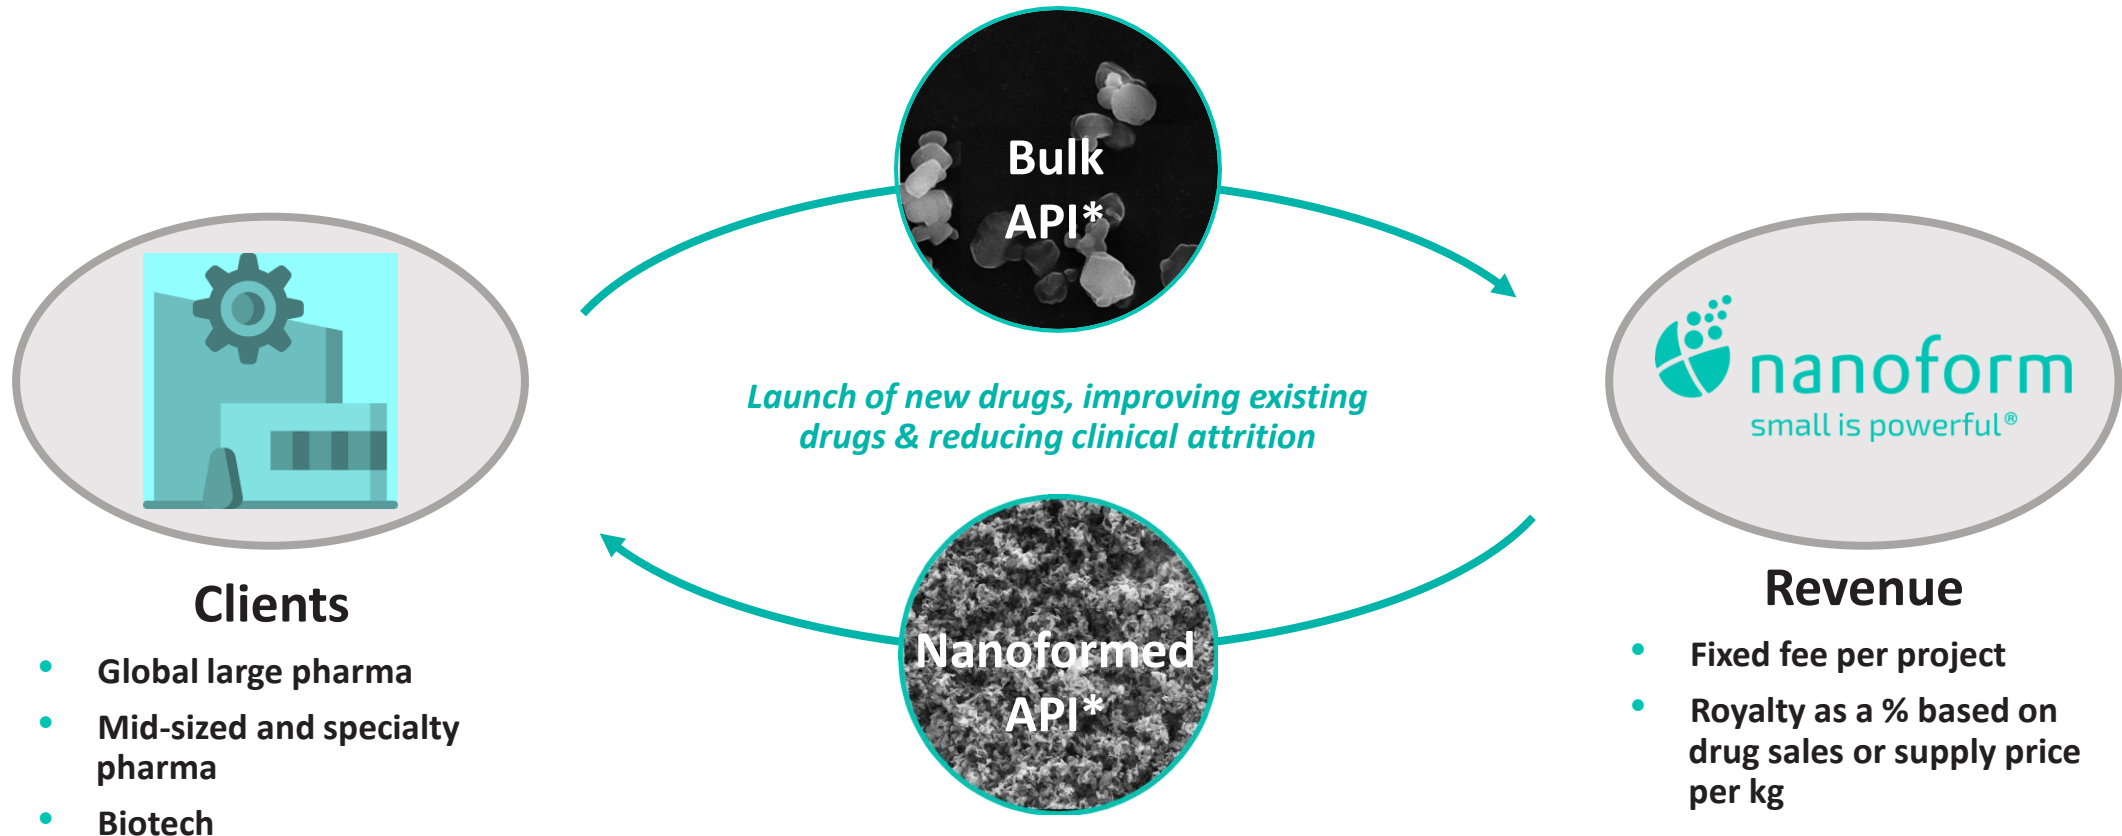 Bulk
API*
Launch of new drugs, improving existing
drugs & reducing clinical attrition
nanoform
small is powerful®
Nanoformed
API*
Clients
• Global large pharma
• Mid-sized and specialty
pharma
• Biotech
Revenue
• Fixed fee per project
• Royalty as a % based on
drug sales or supply price
per kg